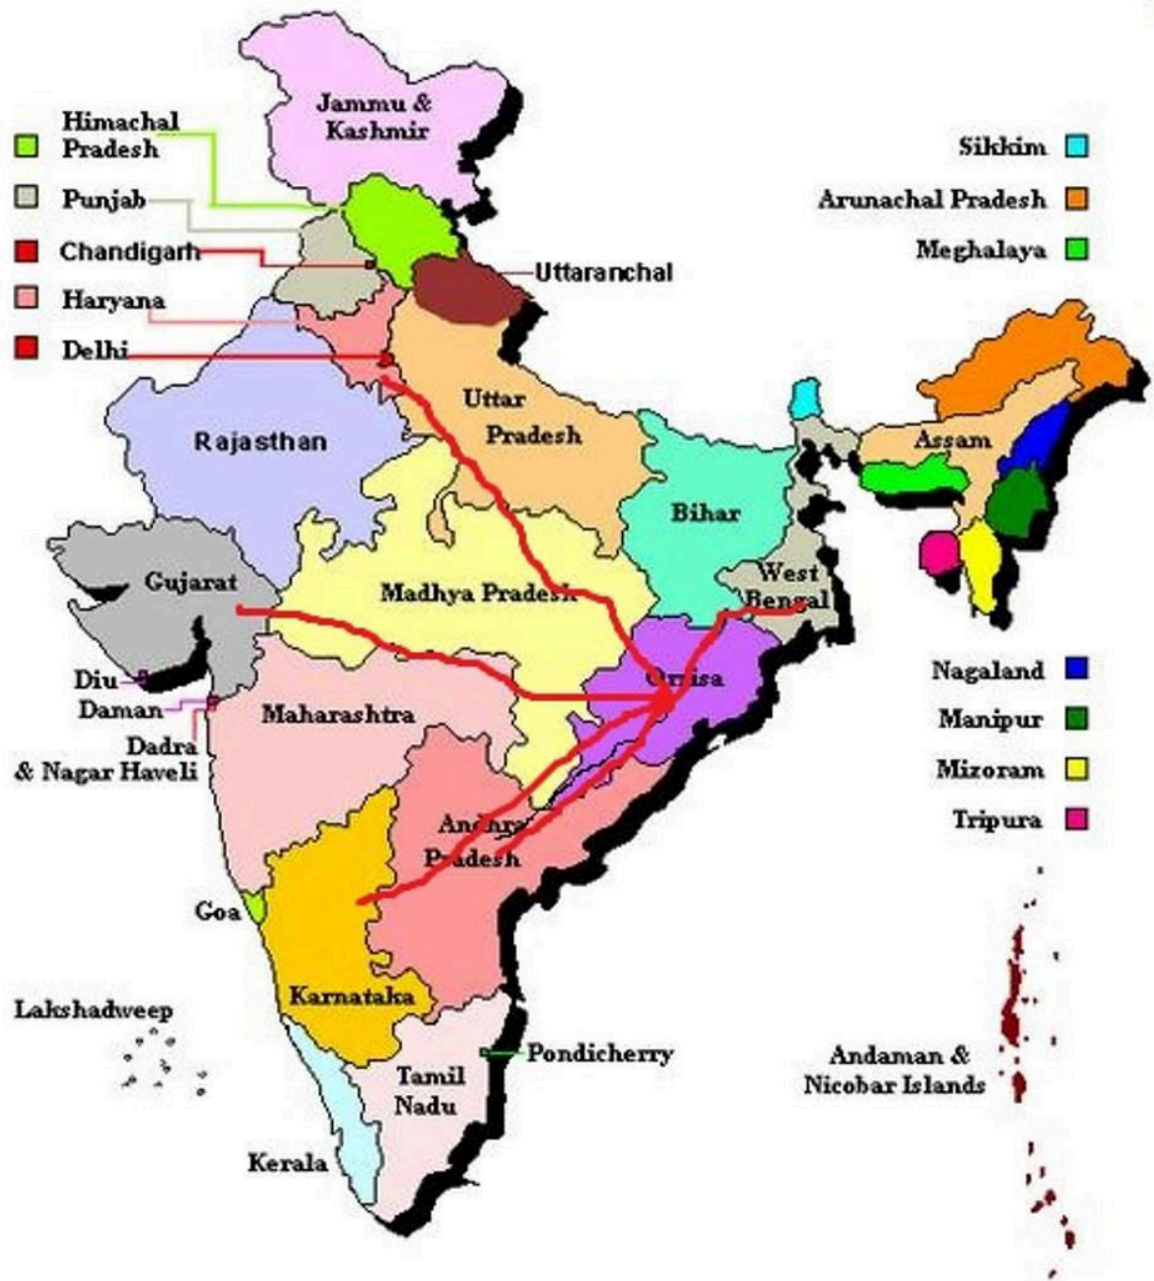 Jammu &
Kashmir
Himachal
Pradesh
Punjab
Chandigarh
Haryana
Delhi
Sikkim
Arunachal Pradesh
Meghalaya
Uttaranchal
Rajasthan
Uttar
Pradesh
Bihar
Assam
Gujarat
Madhya Pradesh
West
Bengal
Orrisa
Diu
Daman
Dadra
& Nagar Haveli
Maharashtra
Nagaland
Manipur
Mizoram
Tripura
Andhra
Pradesh
Goa
Karnataka
Lakshadweep
Pondicherry
Tamil
Nadu
Kerala
Andaman &
Nicobar Islands